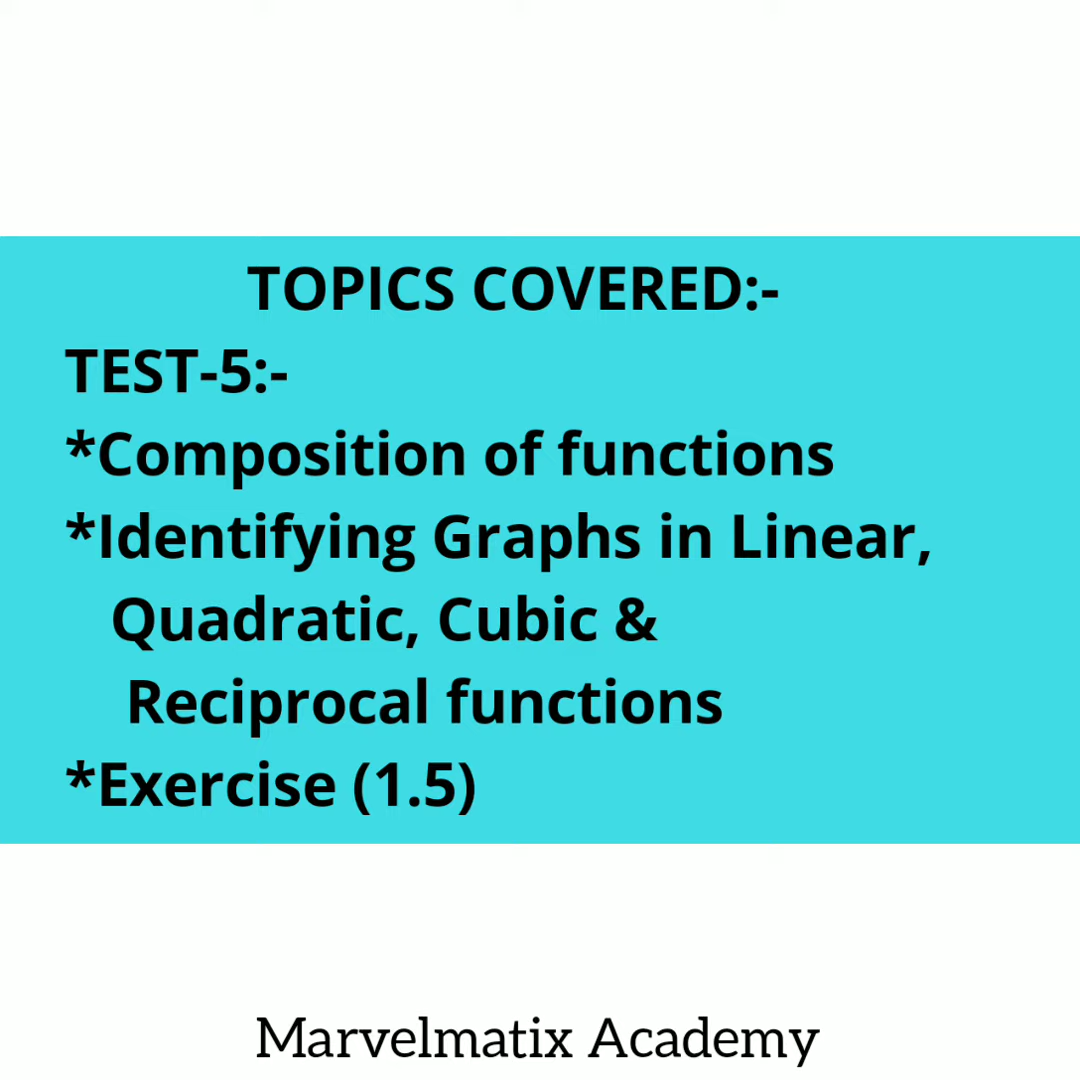 TOPICS COVERED:-
TEST-5:-
*Composition of functions
*Identifying Graphs in Linear,
Quadratic, Cubic &
Reciprocal functions
*Exercise (1.5)
Marvelmatix Academy